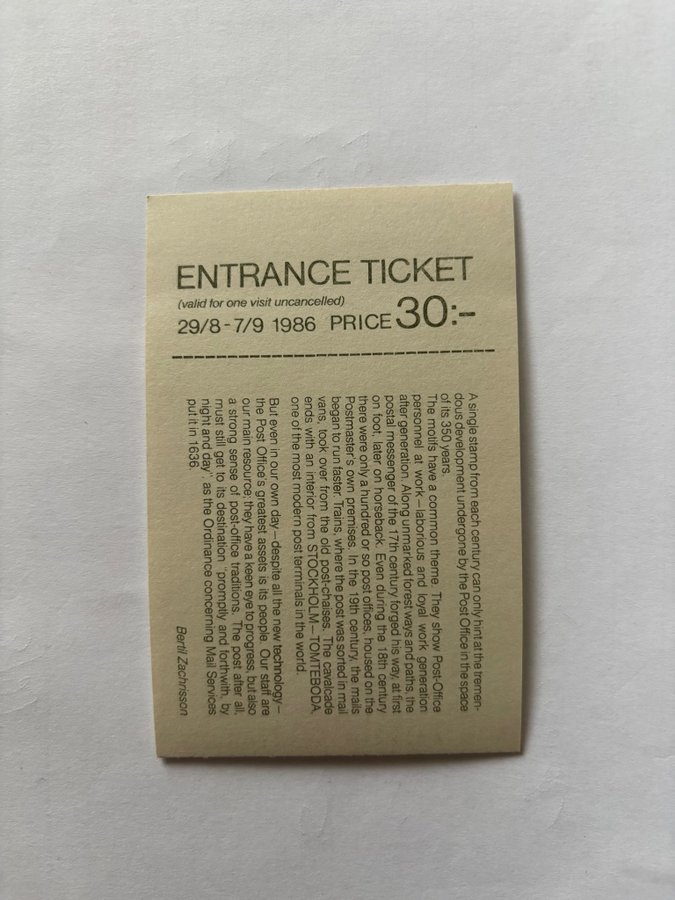 ENTRANCE TICKET
(valid for one visit uncancelled)
29/8 - 7/9 1986 PRICE 30:-
A single stamp from each century can only hint at the tremen-
dous development undergone by the Post Office in the space
of its 350 years.
The motifs have a common theme. They show Post-Office
personnel at work – laborious and loyal work generation
after generation. Along unmarked forest ways and paths, the
postal messenger of the 17th century forged his way, at first
on foot, later on horseback. Even during the 18th century
there were only a hundred or so post offices, housed on the
Postmaster's own premises. In the 19th century, the mails
began to run faster. Trains, where the post was sorted in mail
vans, took over from the old post-chaises. The cavalcade
ends with an interior from STOCKHOLM – TOMTEBODA,
one of the most modern post terminals in the world.
But even in our own day – despite all the new technology –
the Post Office's greatest assets is its people. Our staff are
our main resource; they have a keen eye to progress, but also
a strong sense of post-office traditions. The post after all,
must still get to its destination "promptly and forthwith, by
night and day", as the Ordinance concerning Mail Services
put it in 1636.
Bertil Zachrisson